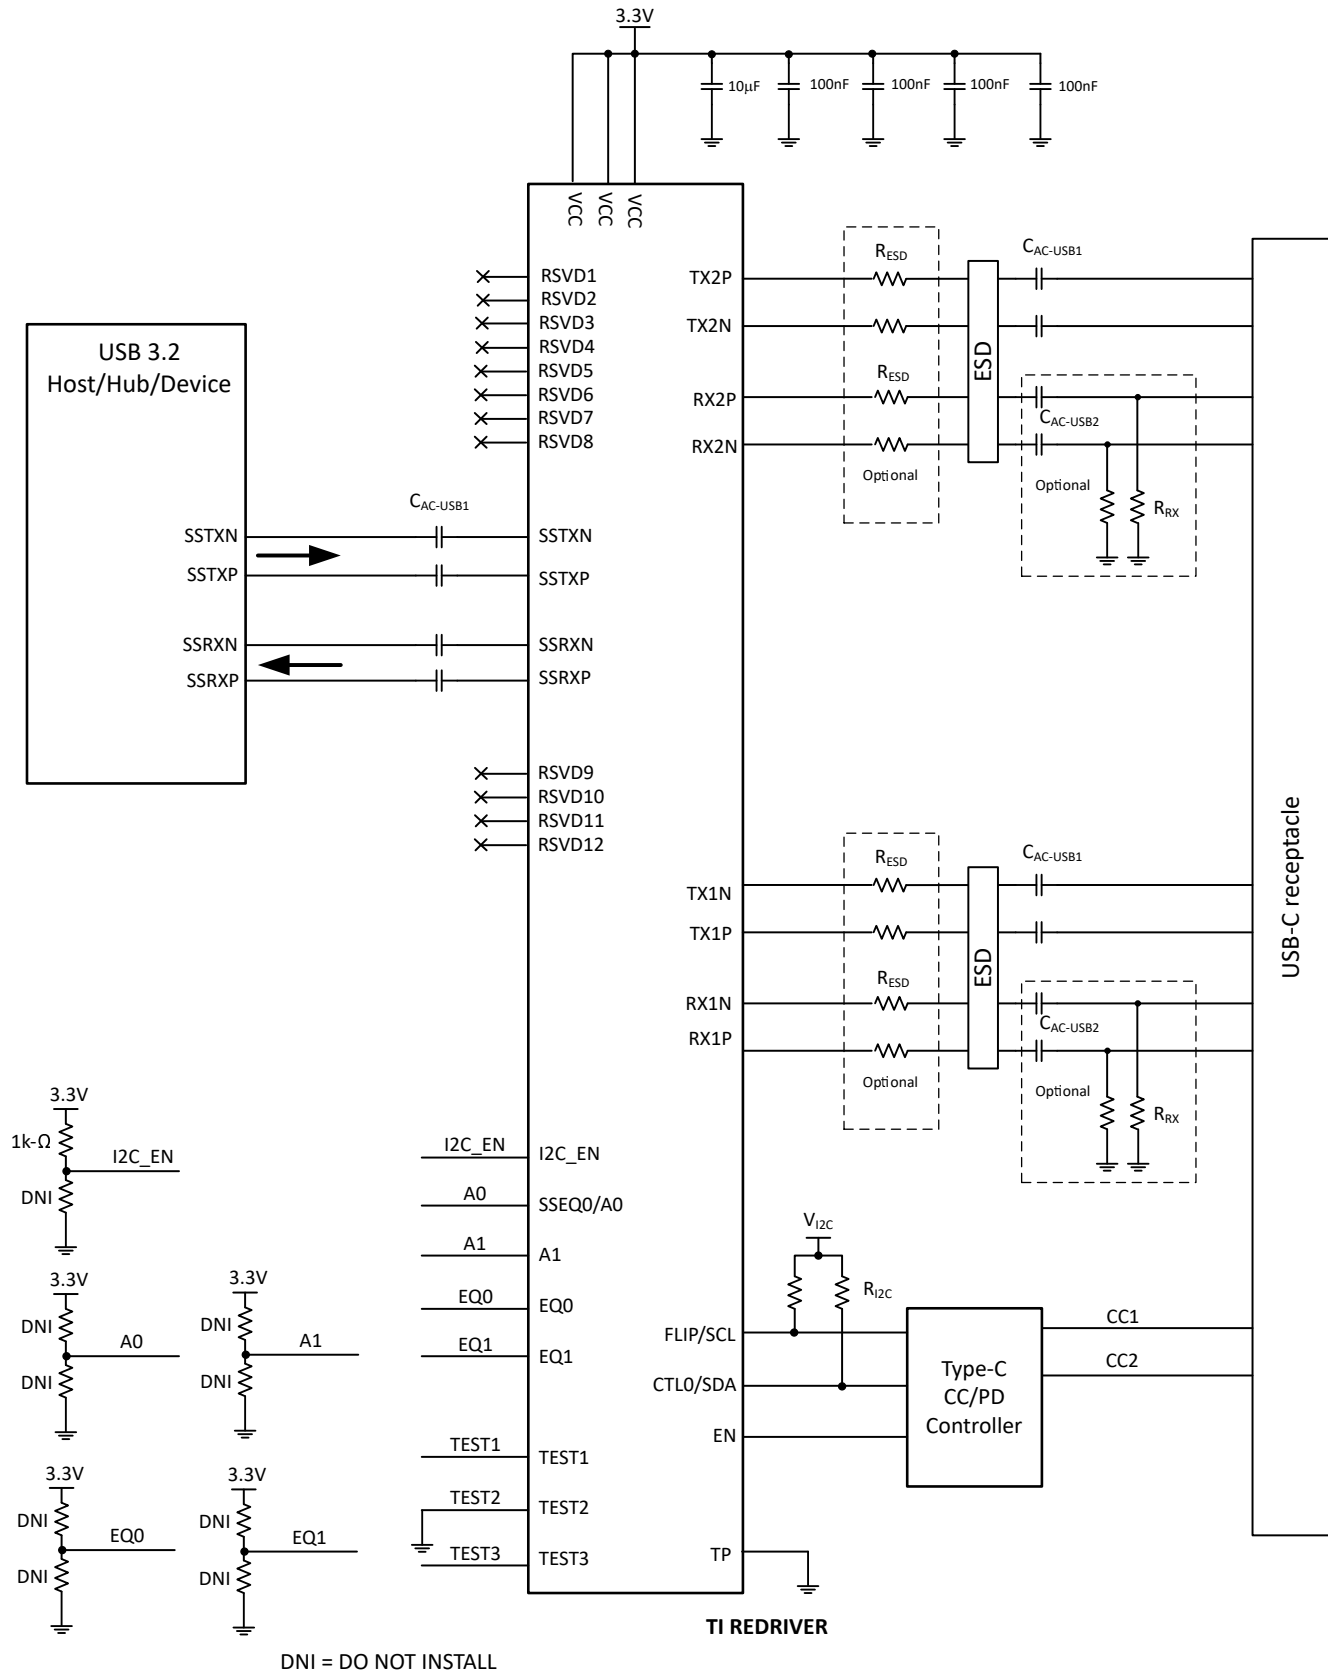 3.3V
10µF
100nF
100nF
100nF
100nF
VCC
VCC
VCC
RSVD1
RSVD2
RSVD3
RSVD4
RSVD5
RSVD6
RSVD7
RSVD8
TX2P
TX2N
RX2P
RX2N
RESD
RESD
Optional
ESD
CAC-USB1
CAC-USB2
Optional
RRX
USB 3.2
Host/Hub/Device
SSTXN
SSTXP
SSRXN
SSRXP
CAC-USB1
SSTXN
SSTXP
SSRXN
SSRXP
RSVD9
RSVD10
RSVD11
RSVD12
TX1N
TX1P
RX1N
RX1P
RESD
RESD
Optional
ESD
CAC-USB1
CAC-USB2
Optional
RRX
USB-C receptacle
3.3V
1k-Ω
I2C_EN
DNI
3.3V
DNI
A0
DNI
3.3V
DNI
A1
DNI
3.3V
DNI
EQ0
DNI
3.3V
DNI
EQ1
DNI
I2C_EN
I2C_EN
A0
SSEQ0/A0
A1
A1
EQ0
EQ0
EQ1
EQ1
TEST1
TEST1
TEST2
TEST2
TEST3
TEST3
VI2C
RI2C
FLIP/SCL
CTL0/SDA
EN
TP
Type-C
CC/PD
Controller
CC1
CC2
TI REDRIVER
DNI = DO NOT INSTALL